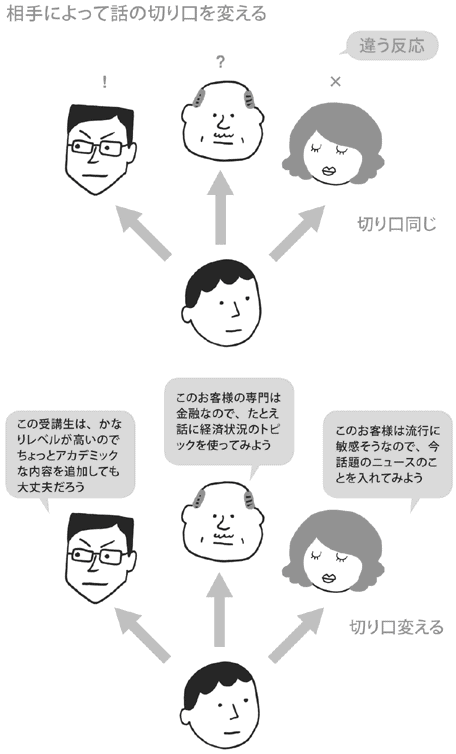 相手によって話の切り口を変える
違う反応
!
?
×
切り口同じ
この受講生は、かな
りレベルが高いので
ちょっとアカデミック
な内容を追加しても
大丈夫だろう
このお客様の専門は
金融なので、たとえ
話に経済状況のトピ
ックを使ってみよう
このお客様は流行に
敏感そうなので、今
話題のニュースのこ
とを入れてみよう
切り口変える